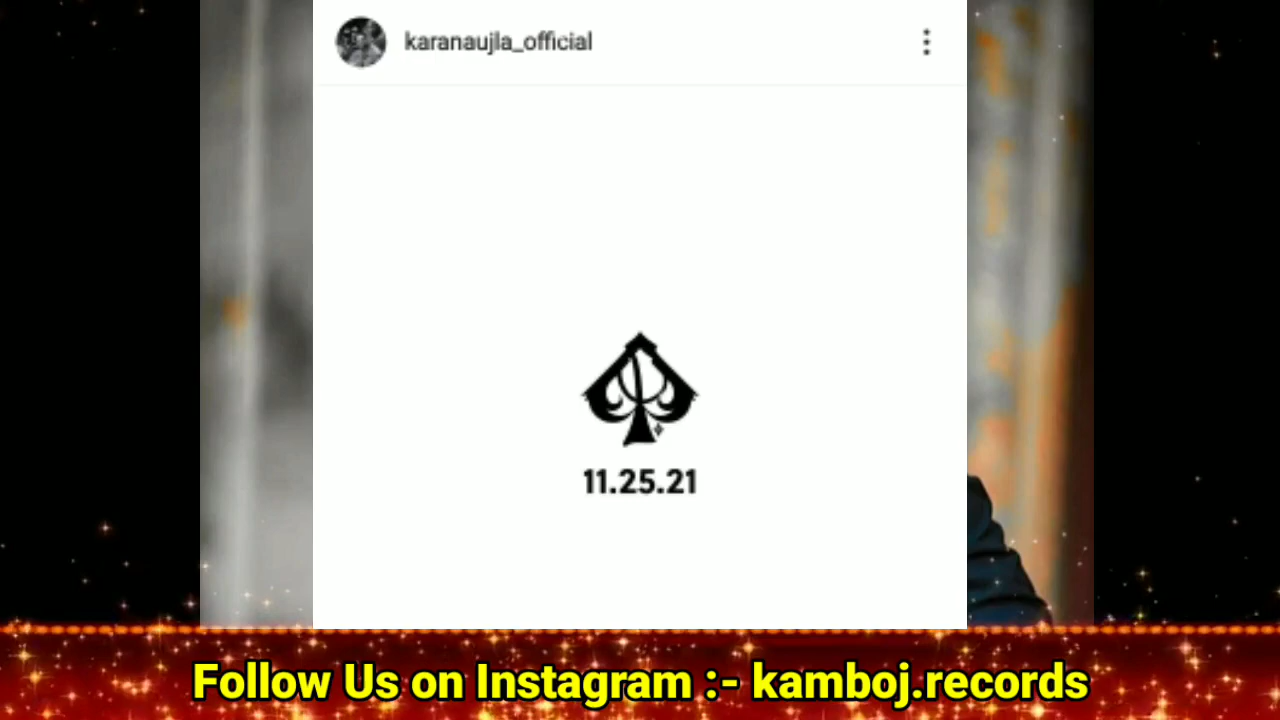 karanaujla_official
11.25.21
Follow Us on Instagram :- kamboj.records